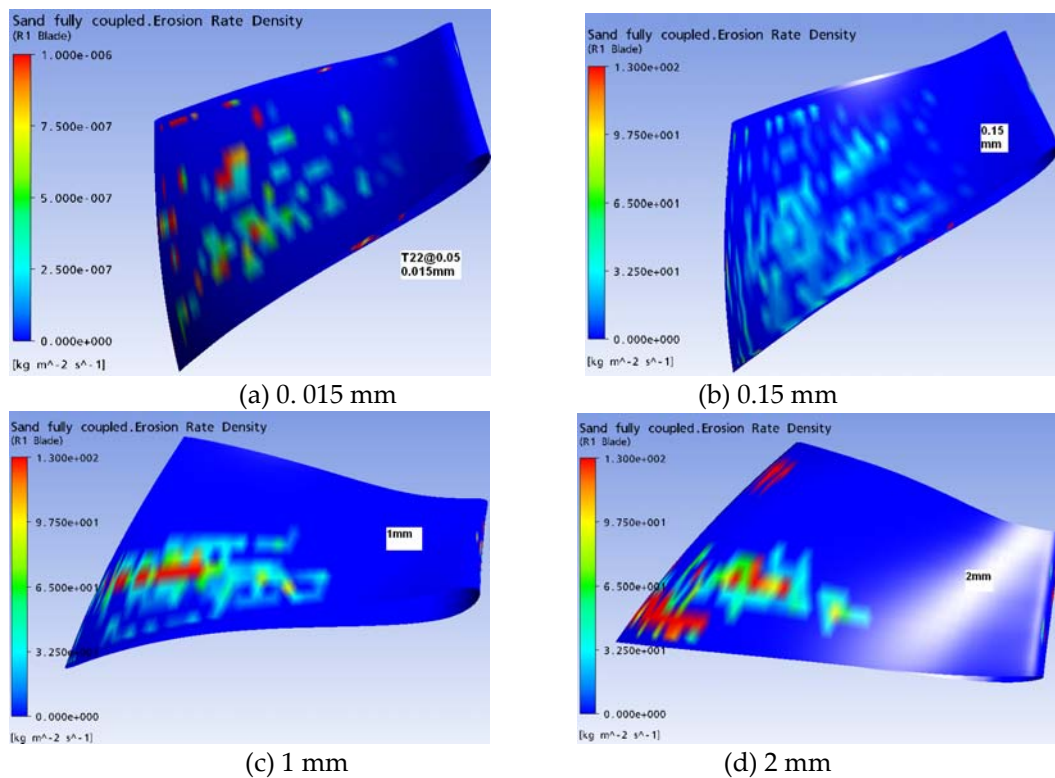 Sand fully coupled.Erosion Rate Density
(R1 Blade)
1.000e-006
7.500e-007
5.000e-007
2.500e-007
0.000e+000
[kg m^-2 s^-1]
T22@0.05
0.015mm
(a) 0. 015 mm
Sand fully coupled.Erosion Rate Density
(R1 Blade)
1.300e+002
9.750e+001
6.500e+001
3.250e+001
0.000e+000
[kg m^-2 s^-1]
0.15
mm
(b) 0.15 mm
Sand fully coupled.Erosion Rate Density
(R1 Blade)
1.300e+002
9.750e+001
6.500e+001
3.250e+001
0.000e+000
[kg m^-2 s^-1]
1mm
(c) 1 mm
Sand fully coupled.Erosion Rate Density
(R1 Blade)
1.300e+002
9.750e+001
6.500e+001
3.250e+001
0.000e+000
[kg m^-2 s^-1]
2mm
(d) 2 mm